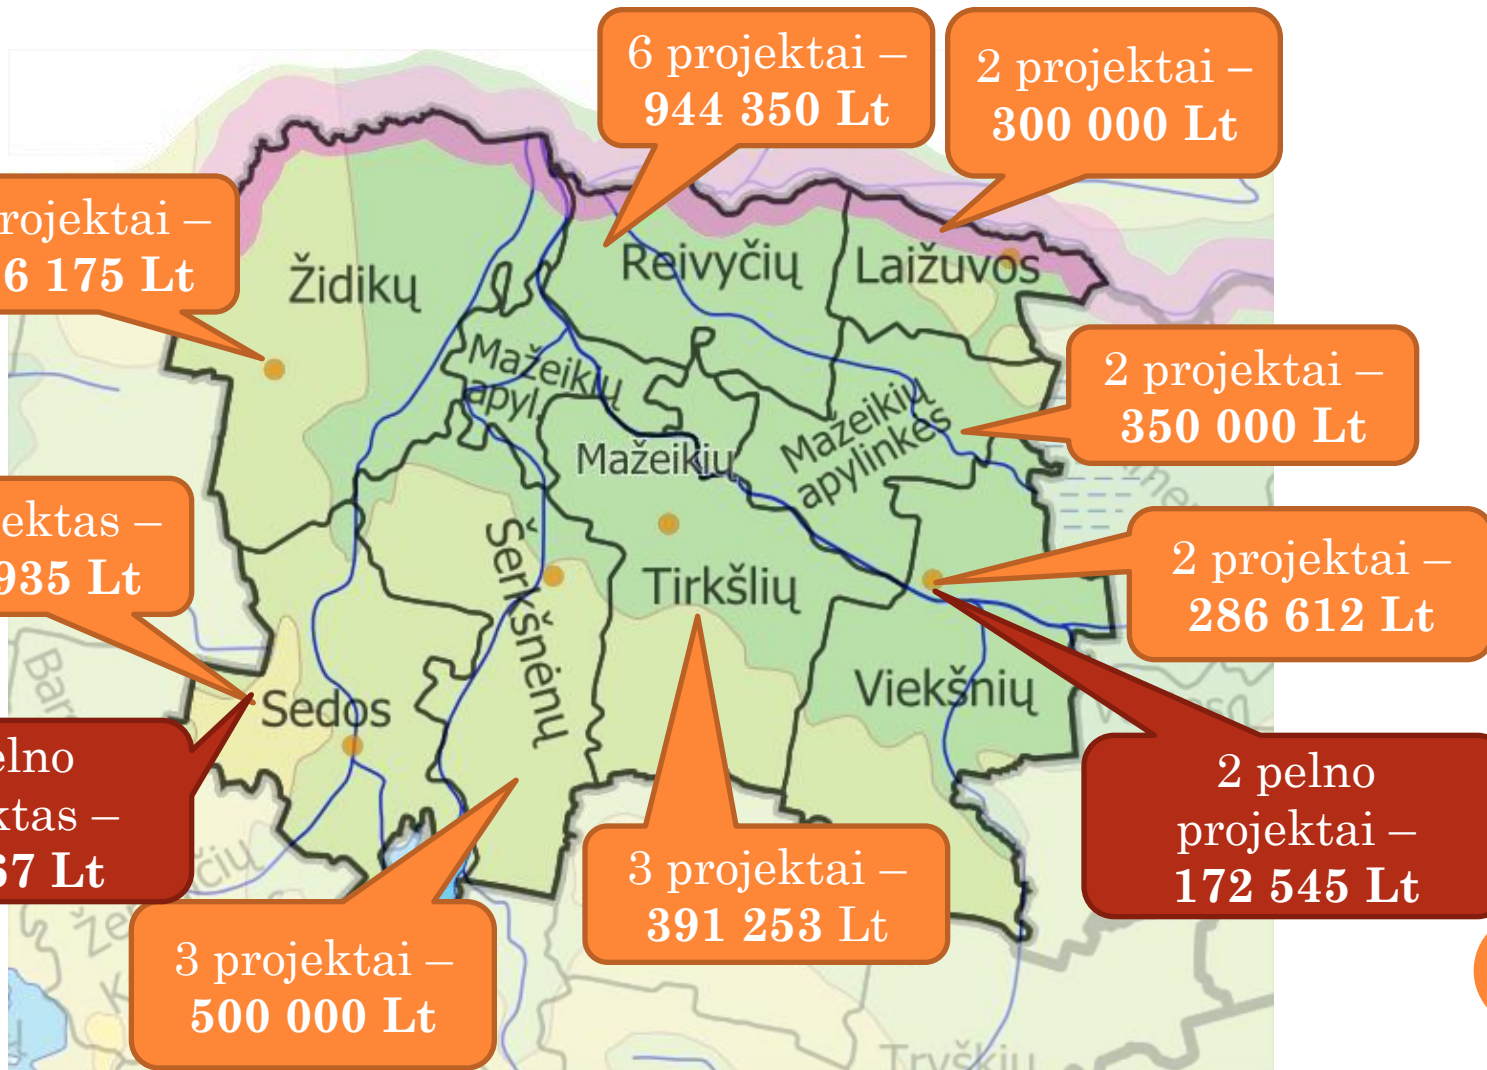 6 projektai –
944 350 Lt
2 projektai –
300 000 Lt
rojektai –
6 175 Lt
Židikų
Reivyčių
Laižuvos
Mažeikių
apyl.
2 projektai –
350 000 Lt
Mažeikių
apylinkės
Mažeikių
ektas –
935 Lt
Šerkšnėnų
Tirkšlių
2 projektai –
286 612 Lt
Sedos
Viekšnių
elno
ktas –
67 Lt
2 pelno
projektai –
172 545 Lt
3 projektai –
391 253 Lt
3 projektai –
500 000 Lt
Tryškių